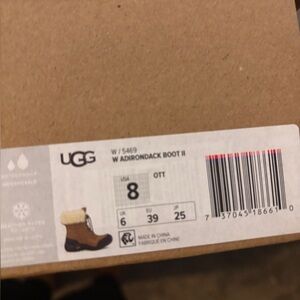 UGG
W / 5469
W ADIRONDACK BOOT II
USA
8
OTT
UK
6
EU
39
JP
25
MADE IN CHINA
FABRIQUÉ EN CHINE
7 37045 18661 0